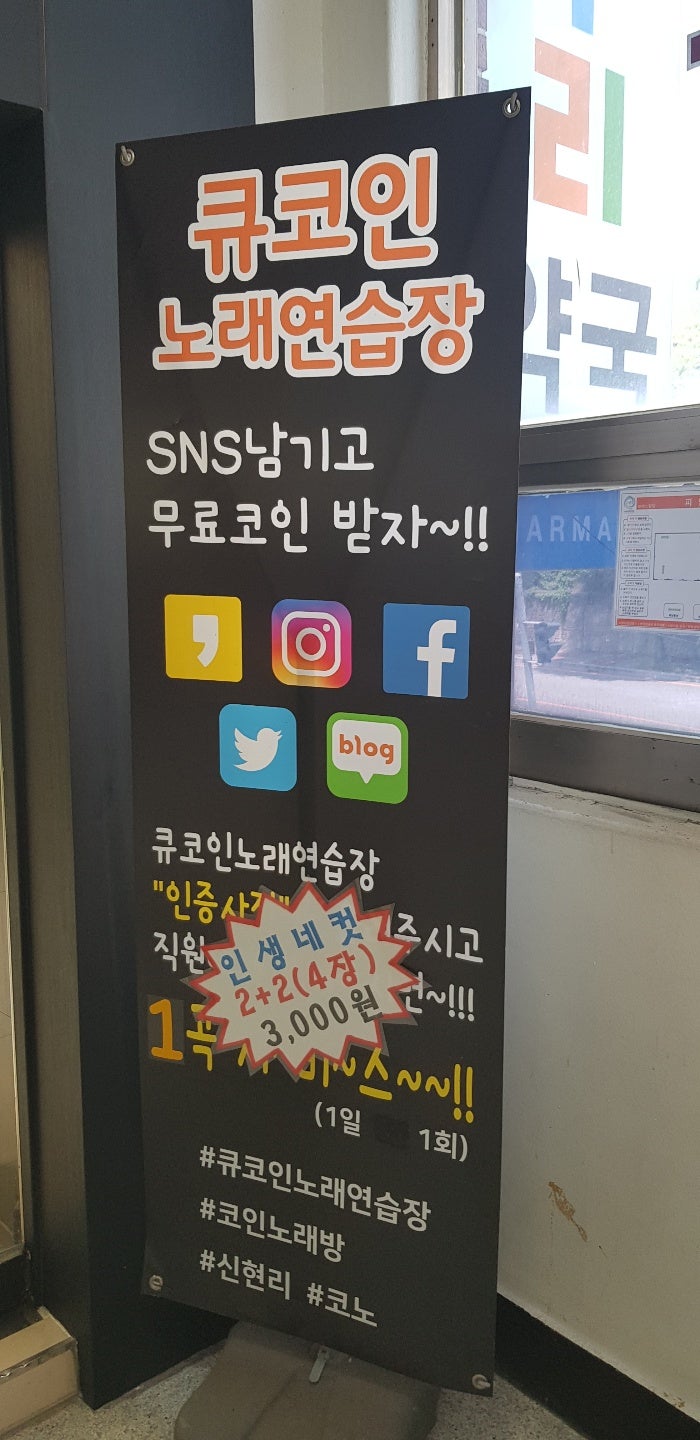 큐코인
노래연습장
SNS남기고
무료코인 받자~!!
blog
큐코인노래연습장
"인증사진"
직원 주시고
인생네컷
2+2(4장)
3,000원
1곡
(1일 1회)
#큐코인노래연습장
#코인노래방
#신현리 #코노
리
약국
ARMA